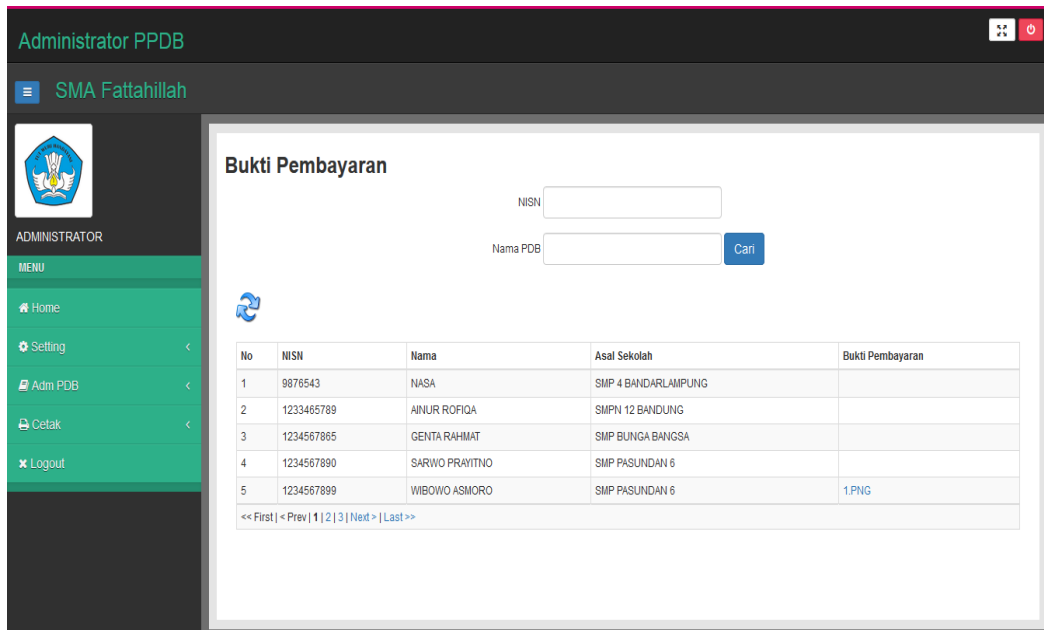 Administrator PPDB
SMA Fattahillah
ADMINISTRATOR
MENU
Home
Setting
Adm PDB
Cetak
Logout
Bukti Pembayaran
NISN
Nama PDB Cari
No NISN Nama Asal Sekolah Bukti Pembayaran
1 9876543 NASA SMP 4 BANDARLAMPUNG
2 1233465789 AINUR ROFIQA SMPN 12 BANDUNG
3 1234567865 GENTA RAHMAT SMP BUNGA BANGSA
4 1234567890 SARWO PRAYITNO SMP PASUNDAN 6
5 1234567899 WIBOWO ASMORO SMP PASUNDAN 6 1.PNG
<< First | < Prev | 1 | 2 | 3 | Next > | Last >>